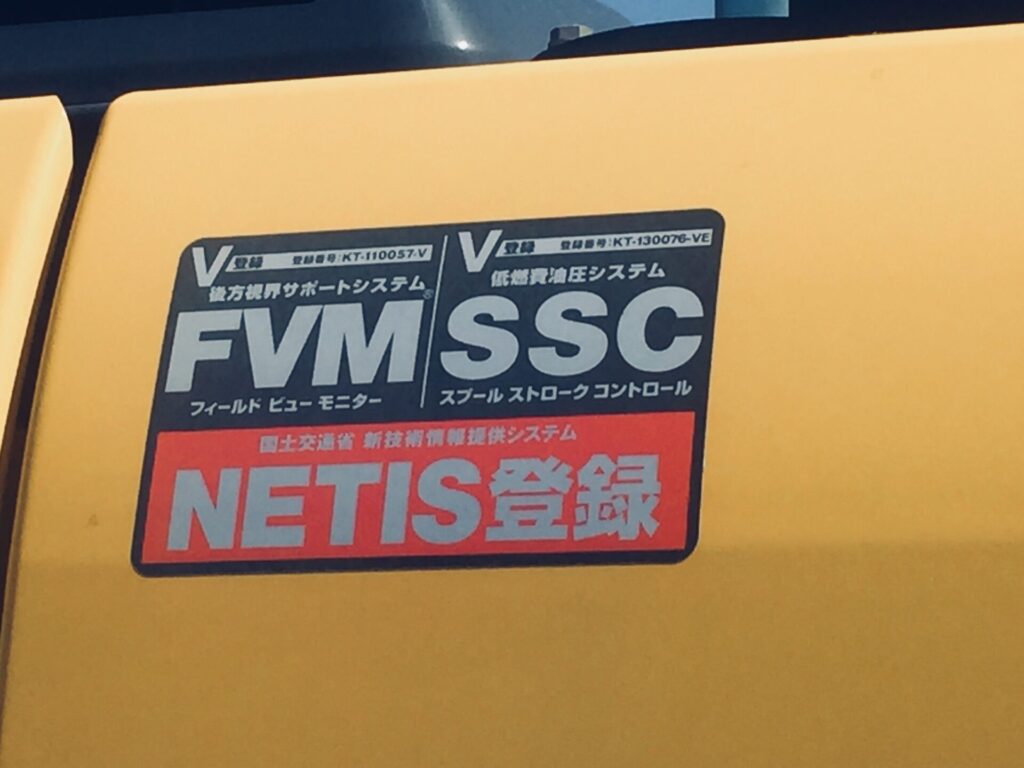 V登録 登録番号:KT-110057-V
後方視界サポートシステム
FVM®
フィールド ビュー モニター
V登録 登録番号:KT-130076-VE
低燃費油圧システム
SSC
スプール ストローク コントロール
国土交通省 新技術情報提供システム
NETIS登録